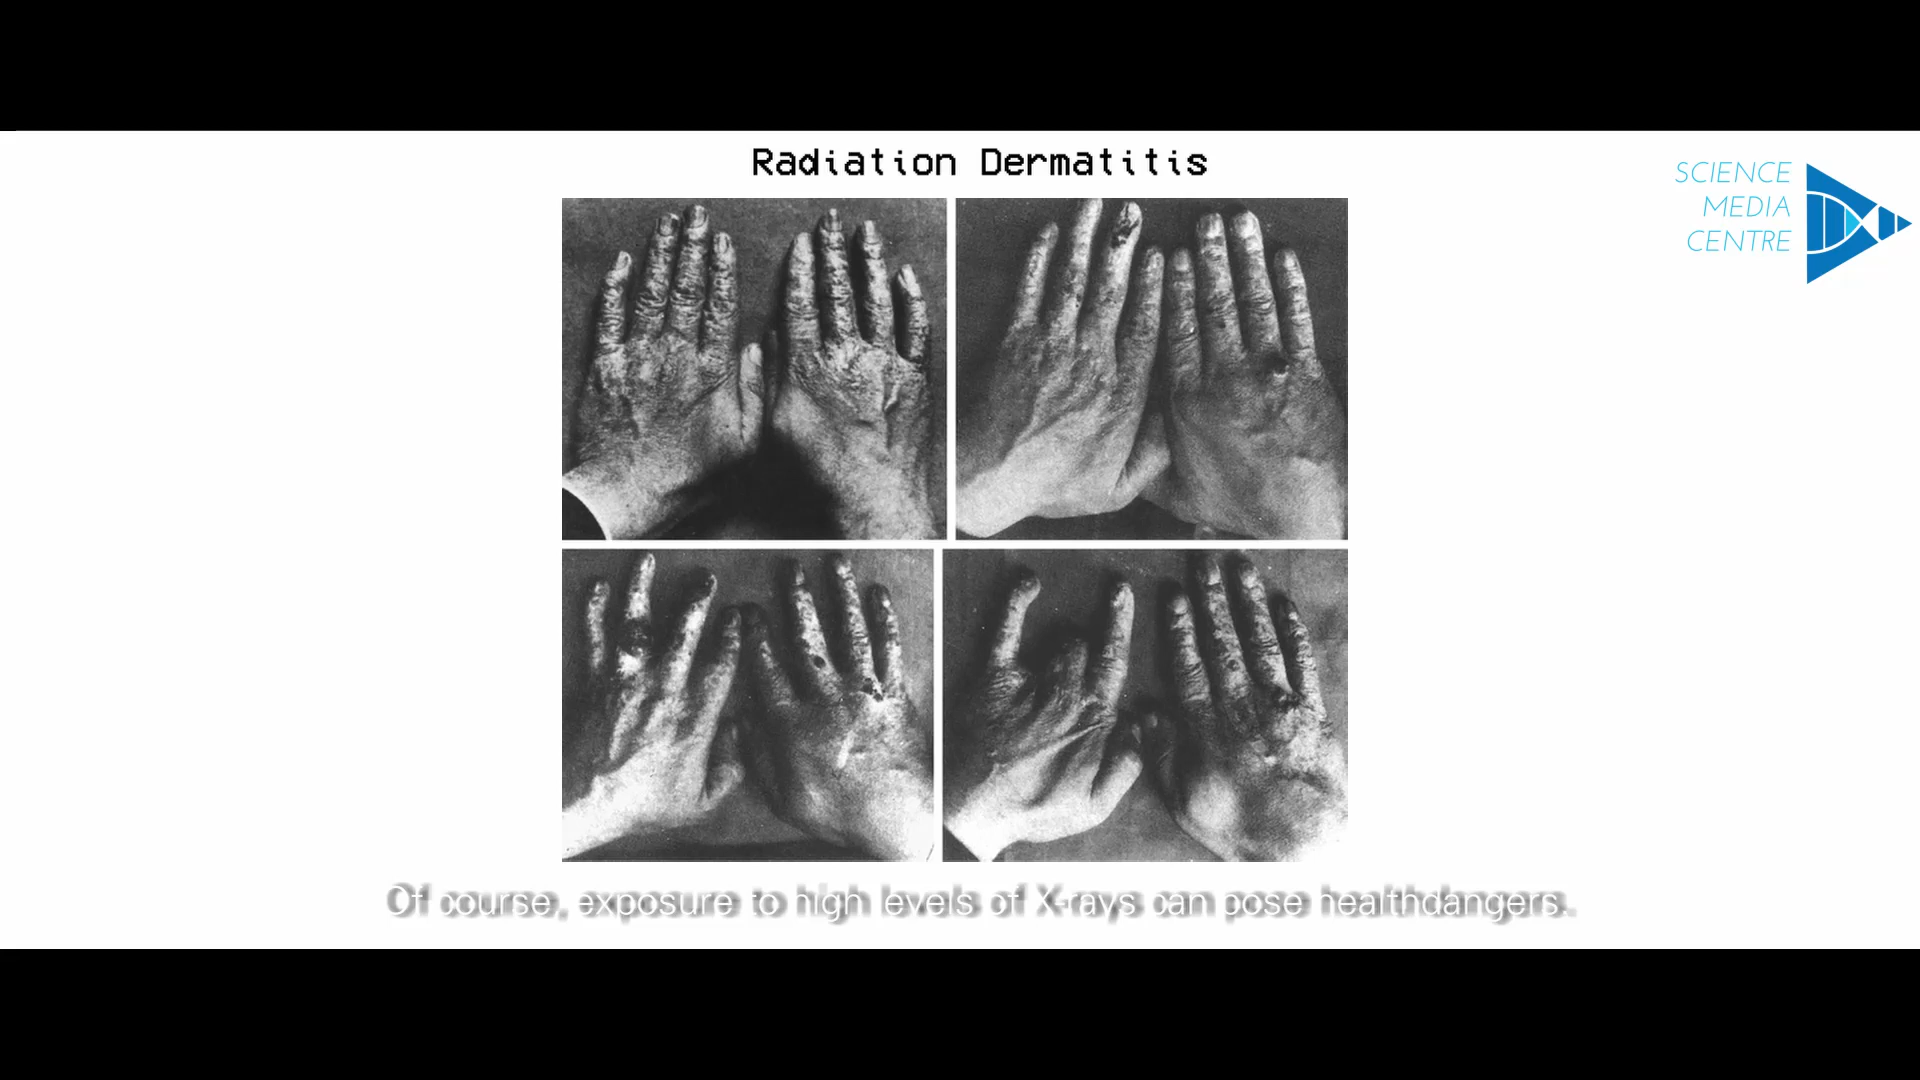 Radiation Dermatitis
SCIENCE
MEDIA
CENTRE
Of course, exposure to high levels of X-rays can pose healthdangers.